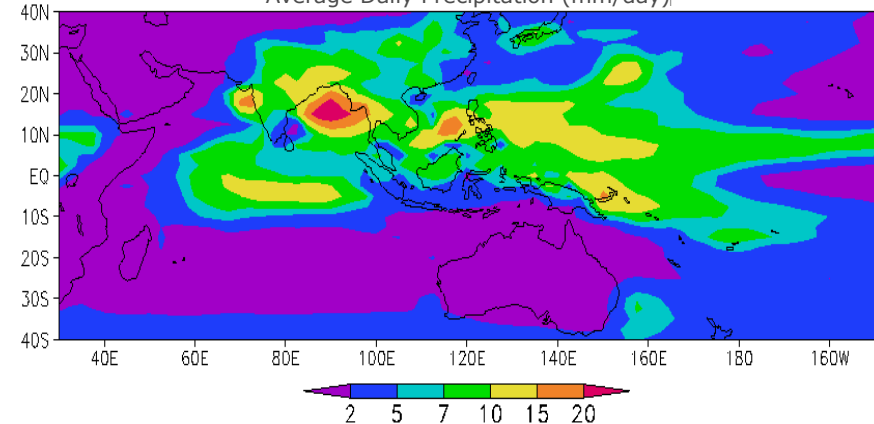 Average Daily Precipitation (mm/day)
40N
30N
20N
10N
EQ
10S
20S
30S
40S
40E 60E 80E 100E 120E 140E 160E 180 160W
2 5 7 10 15 20